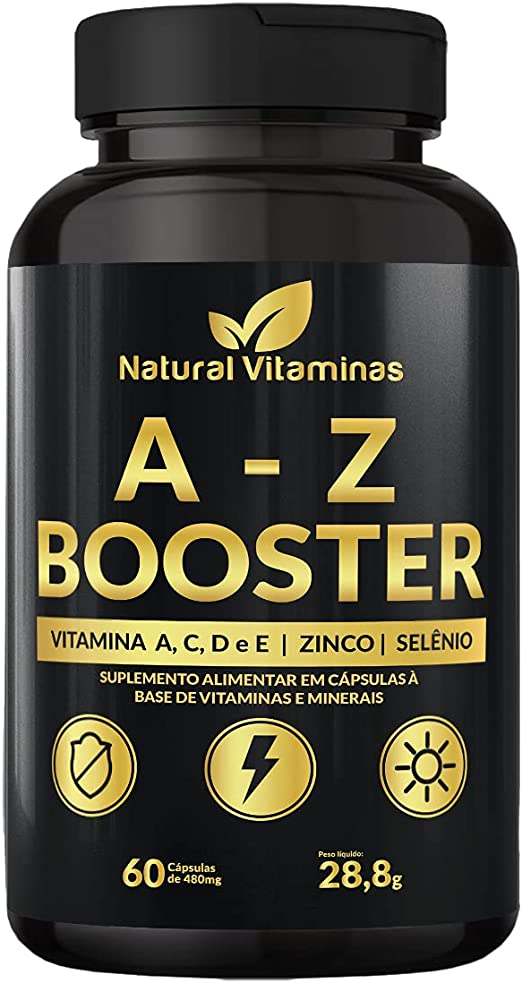 Natural Vitaminas
A - Z
BOOSTER
VITAMINA A, C, D e E | ZINCO | SELÊNIO
SUPLEMENTO ALIMENTAR EM CÁPSULAS À
BASE DE VITAMINAS E MINERAIS
60 Cápsulas de 480mg
Peso líquido: 28,8g